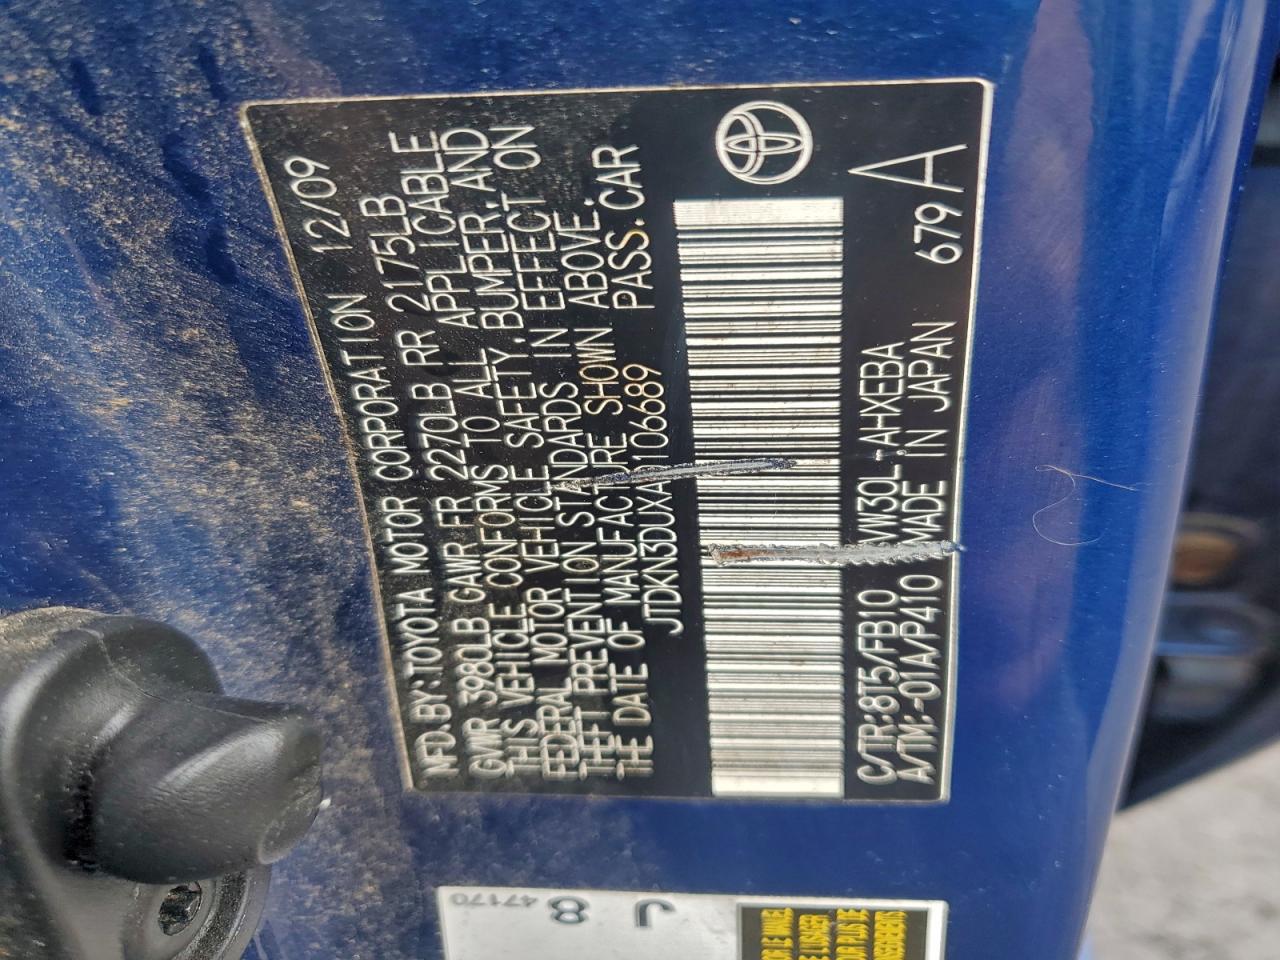 MFD.BY:TOYOTA MOTOR CORPORATION 12/09
GVWR 3980LB GAWR FR 2270LB RR 2175LB
THIS VEHICLE CONFORMS TO ALL APPLICABLE
FEDERAL MOTOR VEHICLE SAFETY,BUMPER,AND
THEFT PREVENTION STANDARDS IN EFFECT ON
THE DATE OF MANUFACTURE SHOWN ABOVE.
JTDKN3DUXA 106689 PASS.CAR
C/TR:8T5/FB10 VW30L-AHXEBA
A/TM:-01A/P410 MADE IN JAPAN 679 A
J 8
47170